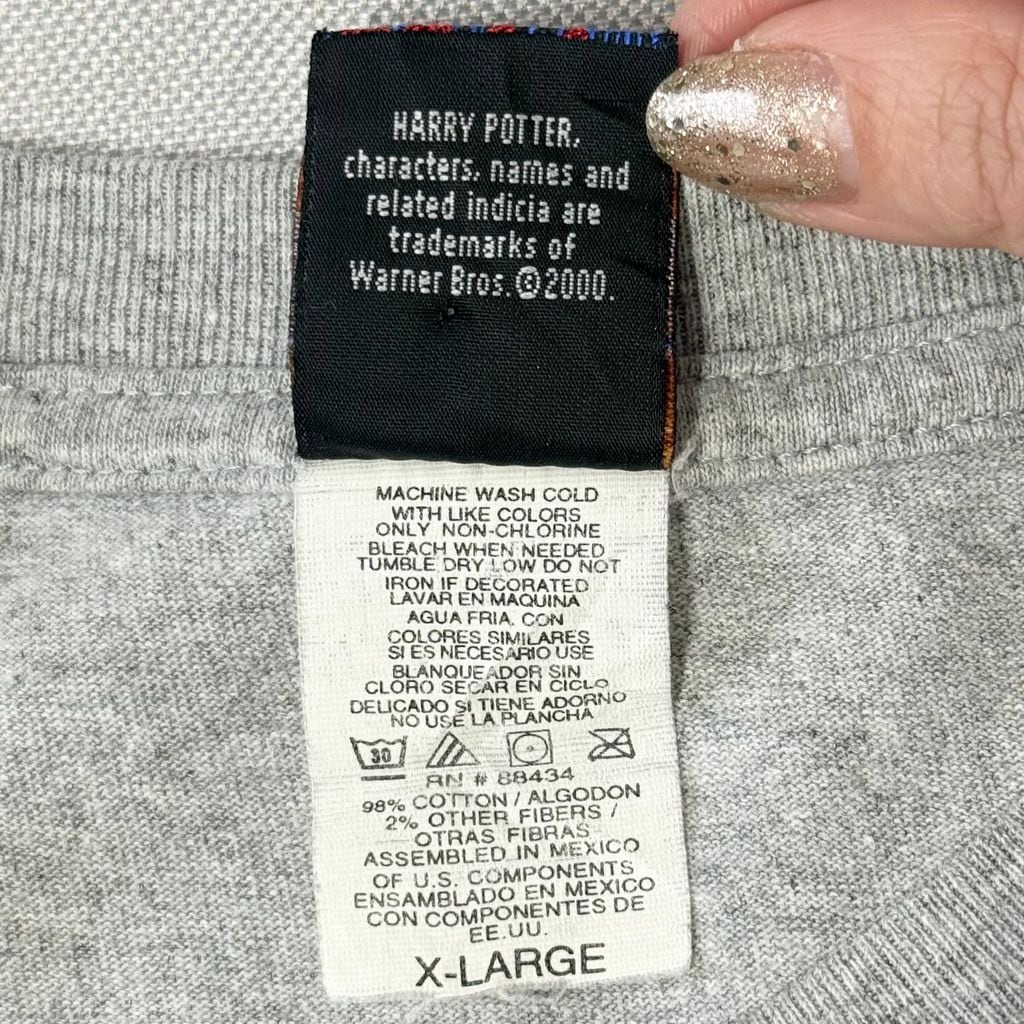 HARRY POTTER,
characters, names and
related indicia are
trademarks of
Warner Bros. ©2000.
MACHINE WASH COLD
WITH LIKE COLORS
ONLY NON-CHLORINE
BLEACH WHEN NEEDED
TUMBLE DRY LOW DO NOT
IRON IF DECORATED
LAVAR EN MAQUINA
AGUA FRIA. CON
COLORES SIMILARES
SI ES NECESARIO USE
BLANQUEADOR SIN
CLORO SECAR EN CICLO
DELICADO SI TIENE ADORNO
NO USE LA PLANCHA
30
RN # 88434
98% COTTON / ALGODON
2% OTHER FIBERS /
OTRAS FIBRAS
ASSEMBLED IN MEXICO
OF U.S. COMPONENTS
ENSAMBLADO EN MEXICO
CON COMPONENTES DE
EE.UU.
X-LARGE